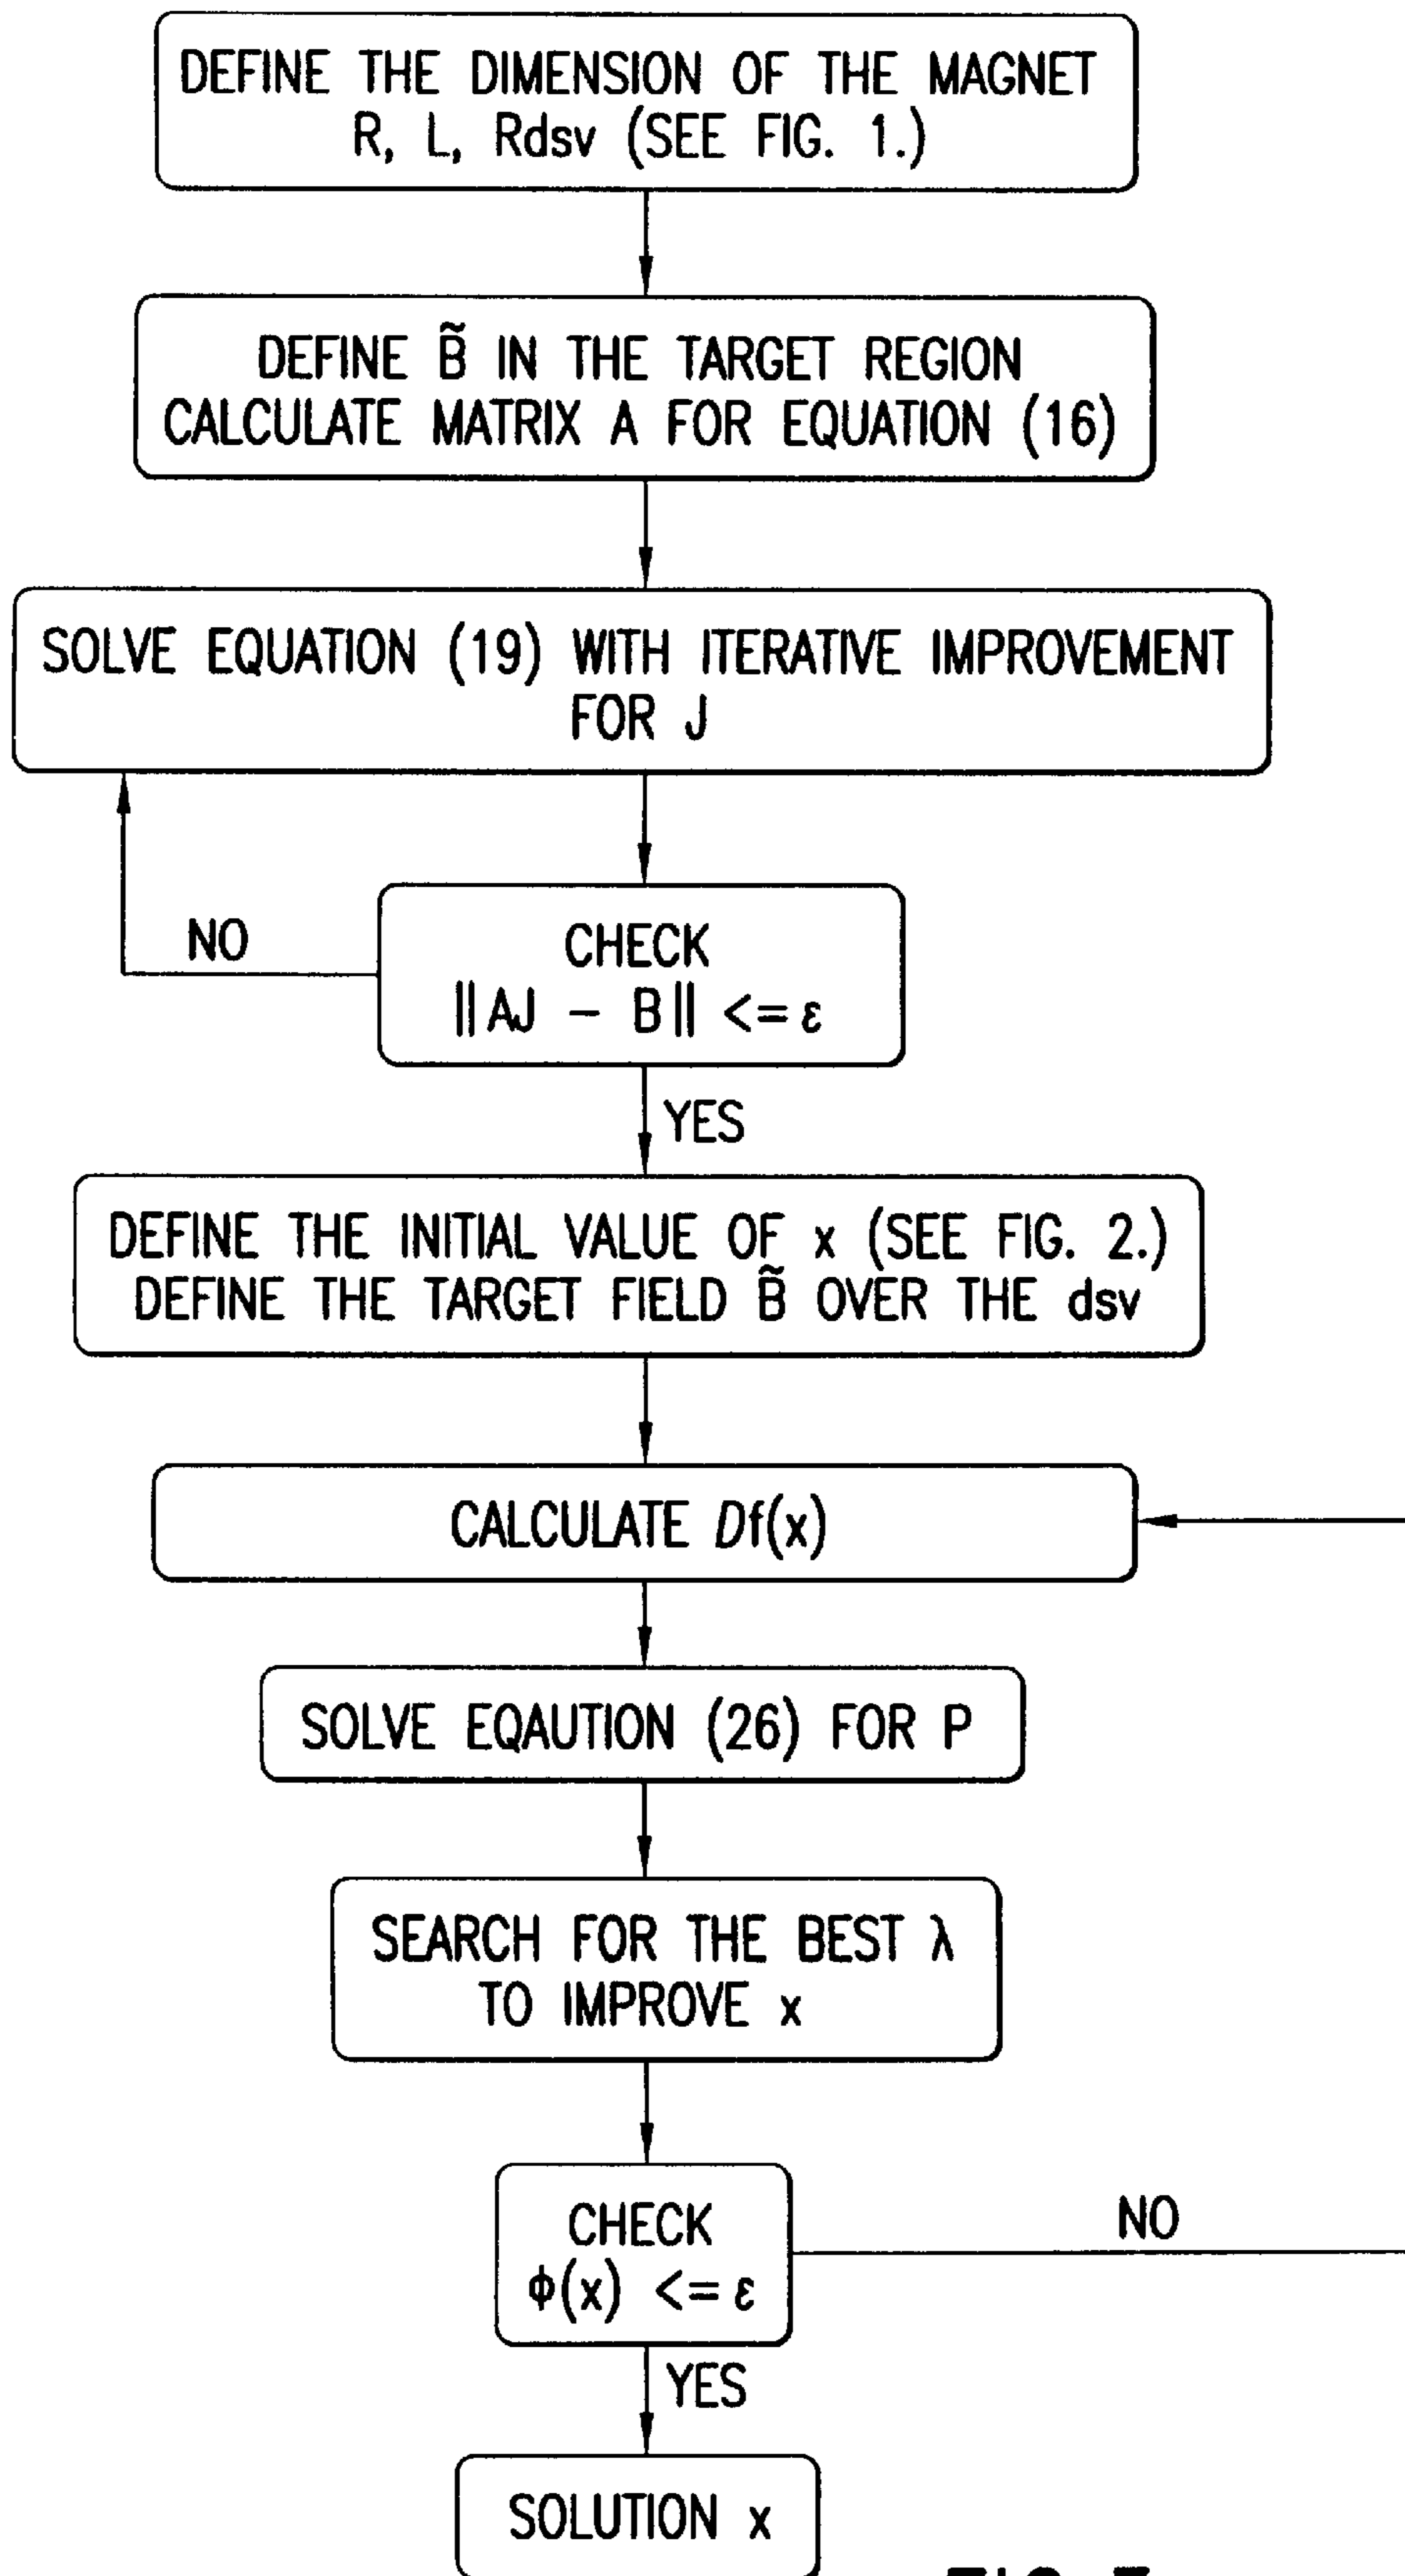 DEFINE THE DIMENSION OF THE MAGNET
R, L, Rdsv (SEE FIG. 1.)
DEFINE B̃ IN THE TARGET REGION
CALCULATE MATRIX A FOR EQUATION (16)
SOLVE EQUATION (19) WITH ITERATIVE IMPROVEMENT
FOR J
NO
CHECK
||AJ - B|| <= ε
YES
DEFINE THE INITIAL VALUE OF x (SEE FIG. 2.)
DEFINE THE TARGET FIELD B̃ OVER THE dsv
CALCULATE Df(x)
SOLVE EQAUTION (26) FOR P
SEARCH FOR THE BEST λ
TO IMPROVE x
CHECK
ϕ(x) <= ε
NO
YES
SOLUTION x